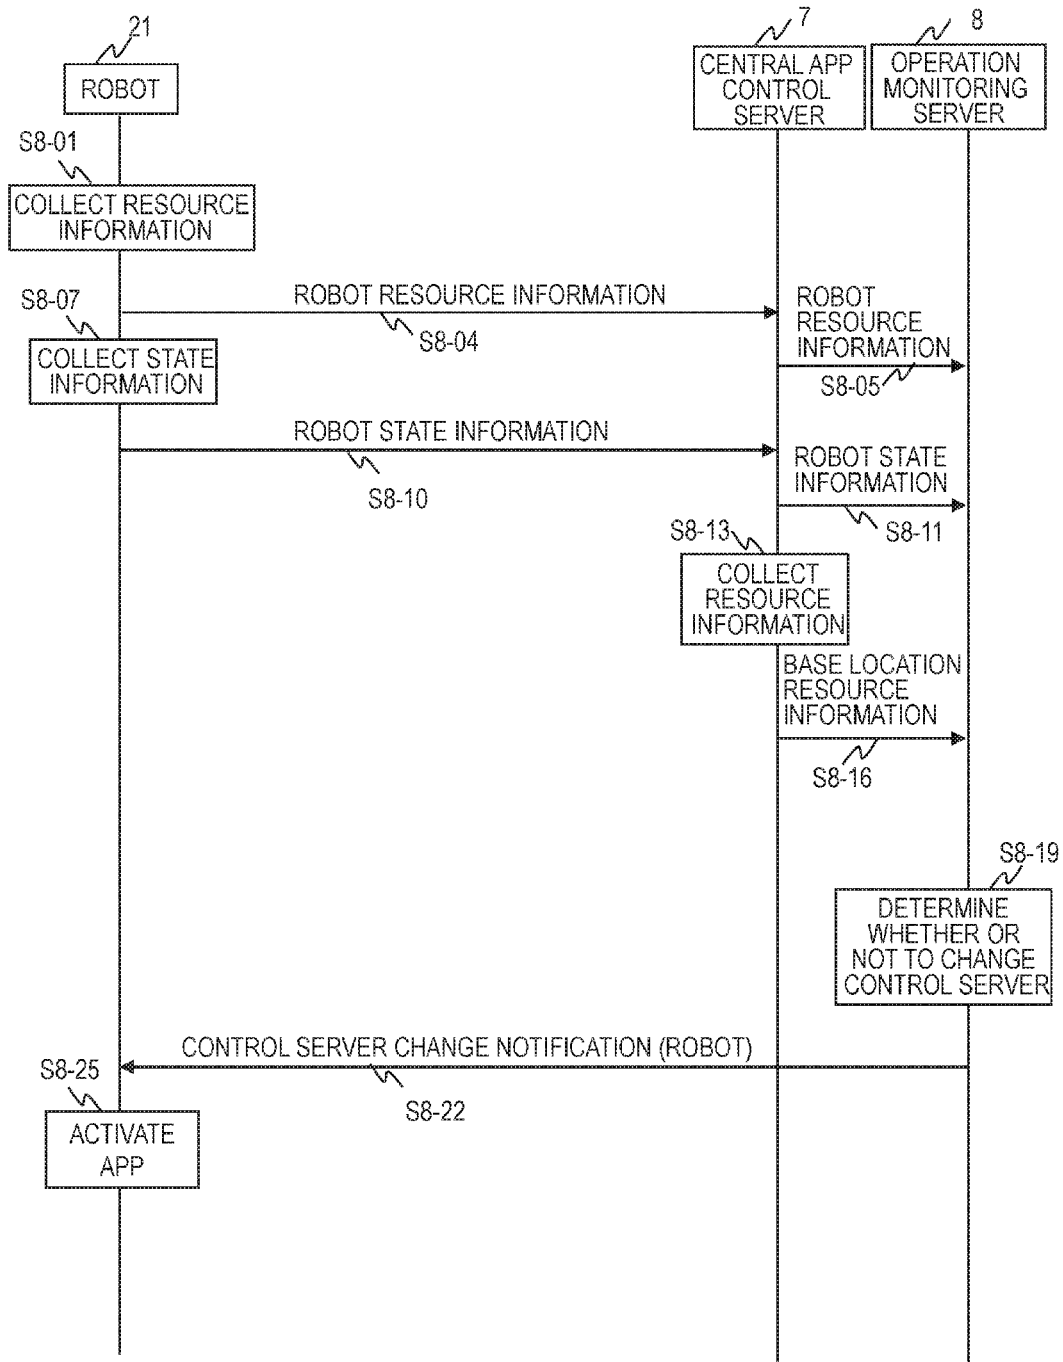 21
7
8
ROBOT
CENTRAL APP
CONTROL
SERVER
OPERATION
MONITORING
SERVER
S8-01
COLLECT RESOURCE
INFORMATION
S8-07
ROBOT RESOURCE INFORMATION
S8-04
ROBOT
RESOURCE
INFORMATION
S8-05
COLLECT STATE
INFORMATION
ROBOT STATE INFORMATION
S8-10
ROBOT STATE
INFORMATION
S8-11
S8-13
COLLECT
RESOURCE
INFORMATION
BASE LOCATION
RESOURCE
INFORMATION
S8-16
S8-19
DETERMINE
WHETHER OR
NOT TO CHANGE
CONTROL SERVER
CONTROL SERVER CHANGE NOTIFICATION (ROBOT)
S8-22
S8-25
ACTIVATE
APP